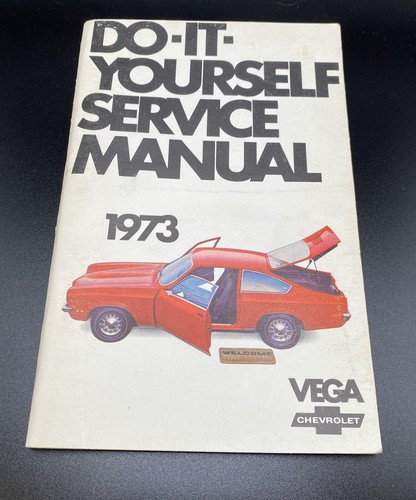 DO-IT-
YOURSELF
SERVICE
MANUAL
1973
WELCOME
VEGA
CHEVROLET